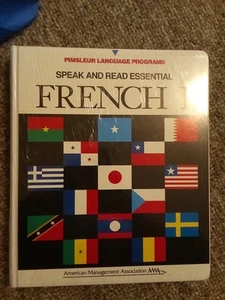 PIMSLEUR LANGUAGE PROGRAMS
SPEAK AND READ ESSENTIAL
FRENCH I
American Management Association